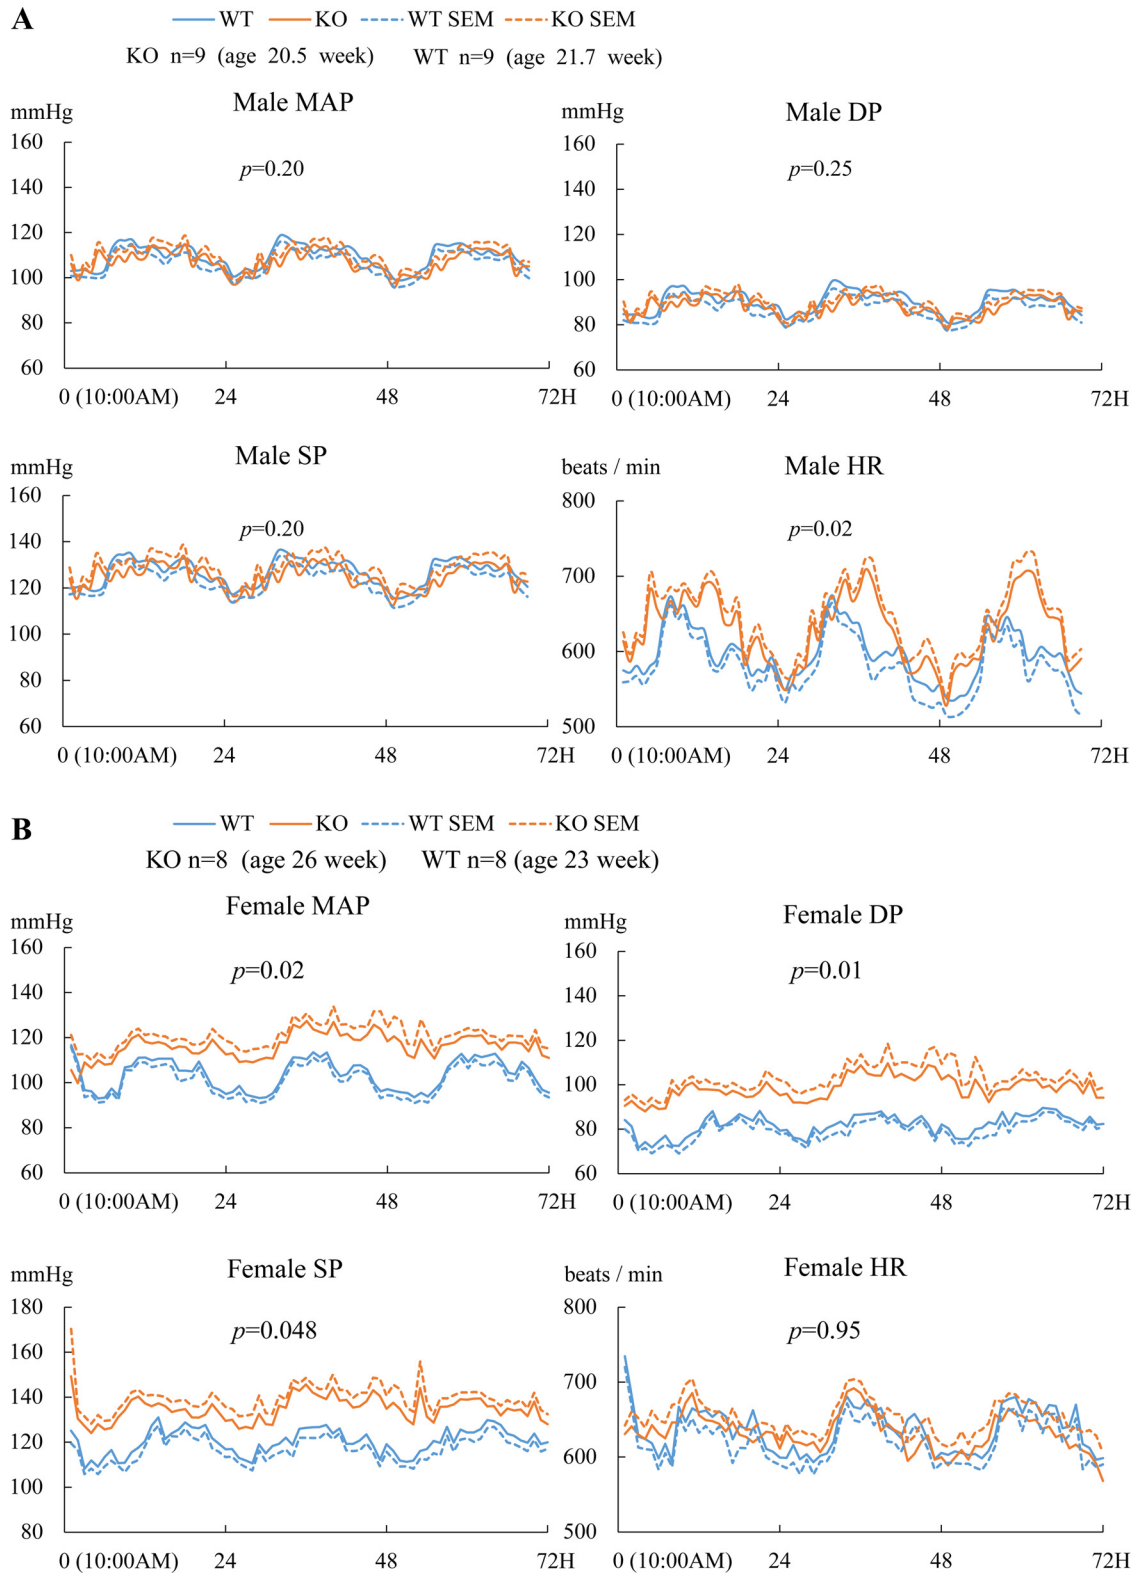 A
WT KO WT SEM KO SEM
KO n=9 (age 20.5 week) WT n=9 (age 21.7 week)
Male MAP
mmHg
p=0.20
160
140
120
100
80
60
0 (10:00AM) 24 48 72H
Male DP
mmHg
p=0.25
160
140
120
100
80
60
0 (10:00AM) 24 48 72H
Male SP
mmHg
p=0.20
160
140
120
100
80
60
0 (10:00AM) 24 48 72H
Male HR
beats / min
p=0.02
800
700
600
500
0 (10:00AM) 24 48 72H
B
WT KO WT SEM KO SEM
KO n=8 (age 26 week) WT n=8 (age 23 week)
Female MAP
mmHg
p=0.02
160
140
120
100
80
60
0 (10:00AM) 24 48 72H
Female DP
mmHg
p=0.01
160
140
120
100
80
60
0 (10:00AM) 24 48 72H
Female SP
mmHg
p=0.048
180
160
140
120
100
80
0 (10:00AM) 24 48 72H
Female HR
beats / min
p=0.95
800
700
600
500
0 (10:00AM) 24 48 72H